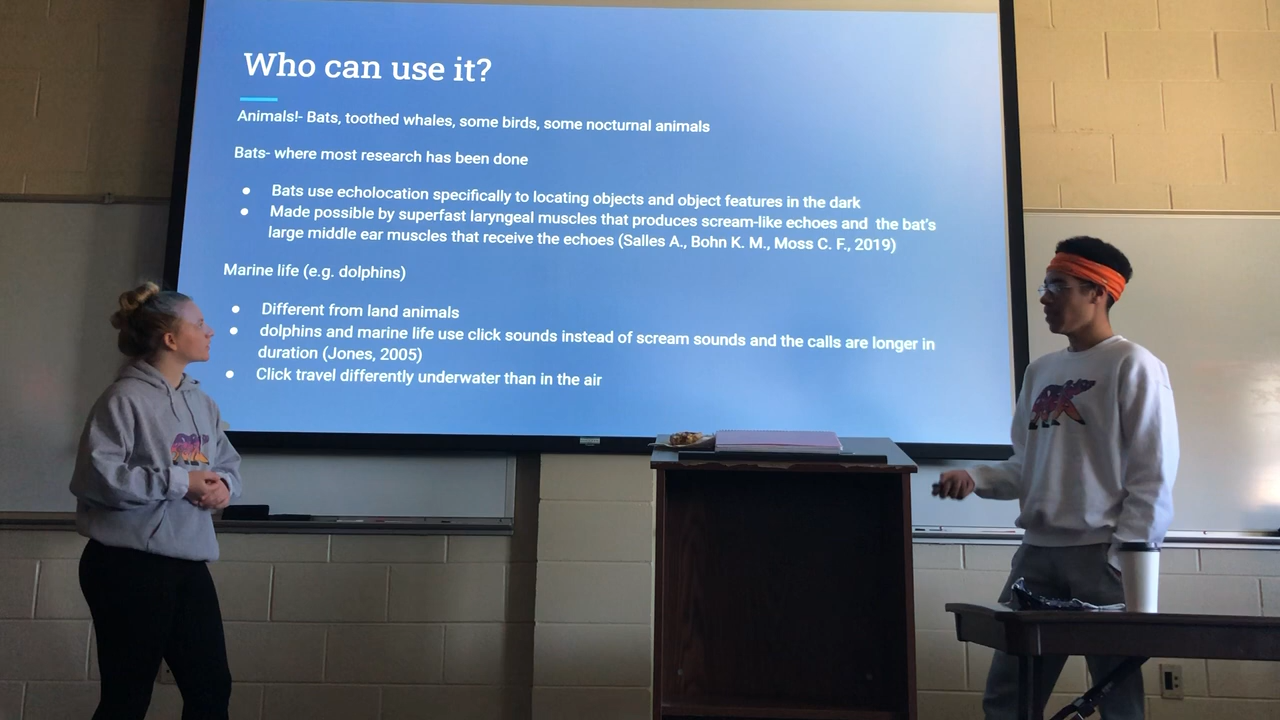 Who can use it?
Animals!- Bats, toothed whales, some birds, some nocturnal animals
Bats- where most research has been done
● Bats use echolocation specifically to locating objects and object features in the dark
● Made possible by superfast laryngeal muscles that produces scream-like echoes and the bat's
large middle ear muscles that receive the echoes (Salles A., Bohn K. M., Moss C. F., 2019)
Marine life (e.g. dolphins)
● Different from land animals
● dolphins and marine life use click sounds instead of scream sounds and the calls are longer in
duration (Jones, 2005)
● Click travel differently underwater than in the air